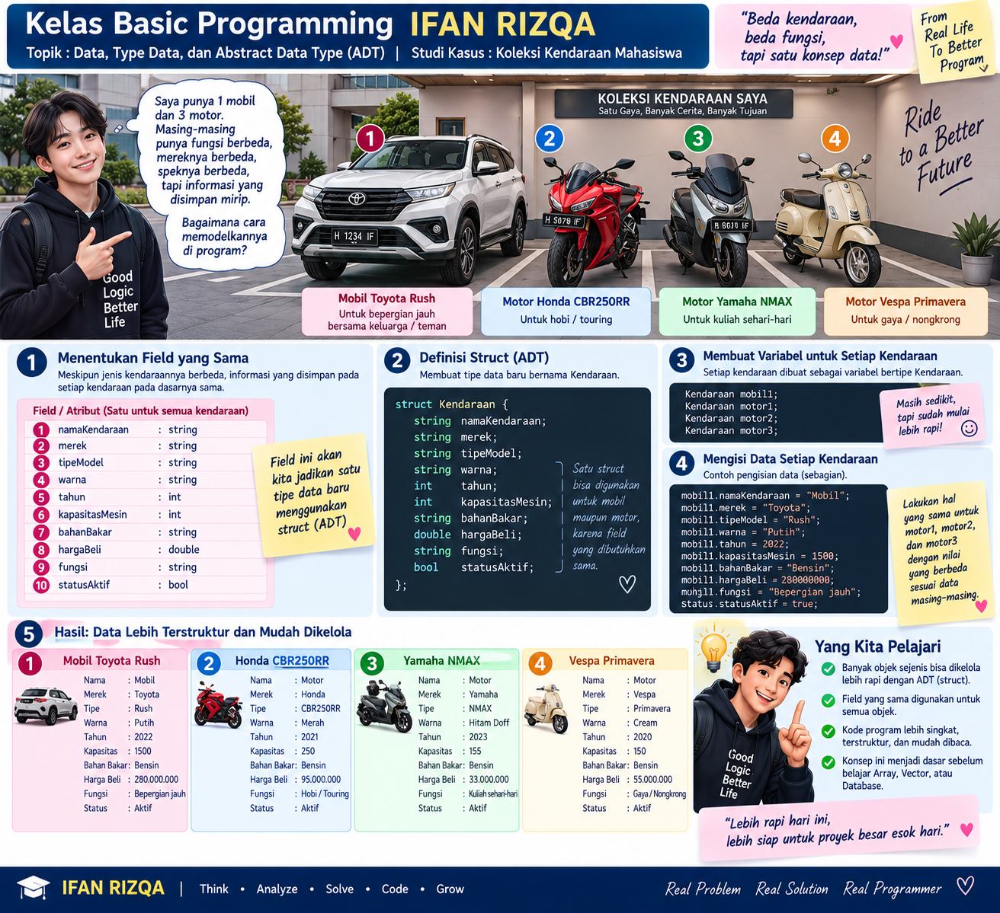 Kelas Basic Programming IFAN RIZQA
Topik : Data, Type Data, dan Abstract Data Type (ADT) | Studi Kasus : Koleksi Kendaraan Mahasiswa
“Beda kendaraan,
beda fungsi,
tapi satu konsep data!”
From
Real Life
To Better
Program
Saya punya 1 mobil
dan 3 motor.
Masing-masing
punya fungsi berbeda,
mereknya berbeda,
speknya berbeda,
tapi informasi yang
disimpan mirip.
Bagaimana cara
memodelkannya
di program?
Good
Logic
Better
Life
KOLEKSI KENDARAAN SAYA
Satu Gaya, Banyak Cerita, Banyak Tujuan
Ride
to a Better
Future
1
2
3
4
H 1234 IF
H 5079 IF
Mobil Toyota Rush
Untuk bepergian jauh
bersama keluarga / teman
Motor Honda CBR250RR
Untuk hobi / touring
Motor Yamaha NMAX
Untuk kuliah sehari-hari
Motor Vespa Primavera
Untuk gaya / nongkrong
1 Menentukan Field yang Sama
Meskipun jenis kendaraannya berbeda, informasi yang disimpan pada
setiap kendaraan pada dasarnya sama.
Field / Atribut (Satu untuk semua kendaraan)
1 namaKendaraan : string
2 merek : string
3 tipeModel : string
4 warna : string
5 tahun : int
6 kapasitasMesin : int
7 bahanBakar : string
8 hargaBeli : double
9 fungsi : string
10 statusAktif : bool
Field ini akan
kita jadikan satu
tipe data baru
menggunakan
struct (ADT)
2 Definisi Struct (ADT)
Membuat tipe data baru bernama Kendaraan.
struct Kendaraan {
string namaKendaraan;
string merek;
string tipeModel;
string warna;
int tahun;
int kapasitasMesin;
string bahanBakar;
double hargaBeli;
string fungsi;
bool statusAktif;
};
Satu struct
bisa digunakan
untuk mobil
maupun motor,
karena field
yang dibutuhkan
sama.
3 Membuat Variabel untuk Setiap Kendaraan
Setiap kendaraan dibuat sebagai variabel bertipe Kendaraan.
Kendaraan mobil1;
Kendaraan motor1;
Kendaraan motor2;
Kendaraan motor3;
Masih sedikit,
tapi sudah mulai
lebih rapi!
4 Mengisi Data Setiap Kendaraan
Contoh pengisian data (sebagian).
mobil1.namaKendaraan = "Mobil";
mobil1.merek = "Toyota";
mobil1.tipeModel = "Rush";
mobil1.warna = "Putih";
mobil1.tahun = 2022;
mobil1.kapasitasMesin = 1500;
mobil1.bahanBakar = "Bensin";
mobil1.hargaBeli = 280000000;
.fungsi = "Bepergian jauh";
status.statusAktif = true;
Lakukan hal
yang sama untuk
motor1, motor2,
dan motor3
dengan nilai
yang berbeda
sesuai data
masing-masing.
5 Hasil: Data Lebih Terstruktur dan Mudah Dikelola
1 Mobil Toyota Rush
Nama : Mobil
Merek : Toyota
Tipe : Rush
Warna : Putih
Tahun : 2022
Kapasitas : 1500
Bahan Bakar: Bensin
Harga Beli : 280.000.000
Fungsi : Bepergian jauh
Status : Aktif
2 Honda CBR250RR
Nama : Motor
Merek : Honda
Tipe : CBR250RR
Warna : Merah
Tahun : 2021
Kapasitas : 250
Bahan Bakar: Bensin
Harga Beli : 95.000.000
Fungsi : Hobi / Touring
Status : Aktif
3 Yamaha NMAX
Nama : Motor
Merek : Yamaha
Tipe : NMAX
Warna : Hitam Doff
Tahun : 2023
Kapasitas : 155
Bahan Bakar: Bensin
Harga Beli : 33.000.000
Fungsi : Kuliah sehari-hari
Status : Aktif
4 Vespa Primavera
Nama : Motor
Merek : Vespa
Tipe : Primavera
Warna : Cream
Tahun : 2020
Kapasitas : 150
Bahan Bakar: Bensin
Harga Beli : 55.000.000
Fungsi : Gaya / Nongkrong
Status : Aktif
Good
Logic
Better
Life
Yang Kita Pelajari
Banyak objek sejenis bisa dikelola
lebih rapi dengan ADT (struct).
Field yang sama digunakan untuk
semua objek.
Kode program lebih singkat,
terstruktur, dan mudah dibaca.
Konsep ini menjadi dasar sebelum
belajar Array, Vector, atau
Database.
“Lebih rapi hari ini,
lebih siap untuk proyek besar esok hari.”
IFAN RIZQA | Think • Analyze • Solve • Code • Grow
Real Problem Real Solution Real Programmer